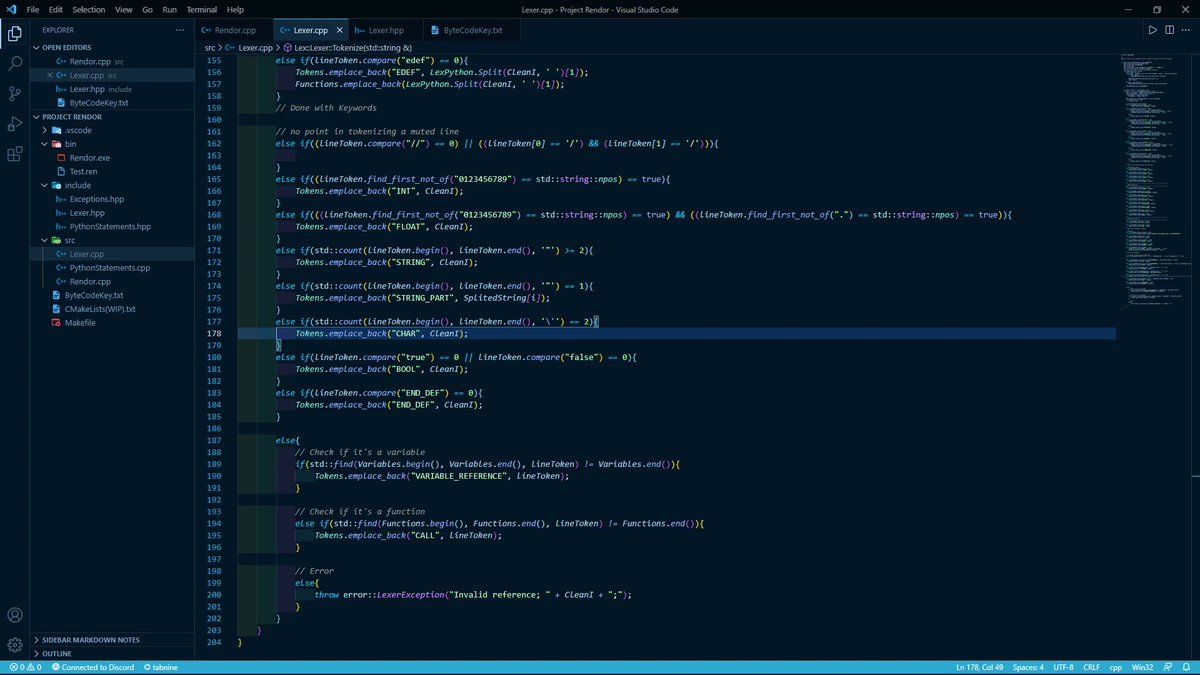 File Edit Selection View Go Run Terminal Help
Lexer.cpp - Project Rendor - Visual Studio Code
EXPLORER
OPEN EDITORS
Rendor.cpp src
Lexer.cpp src
Lexer.hpp include
ByteCodeKey.txt
PROJECT RENDOR
.vscode
bin
Rendor.exe
Test.ren
include
Exceptions.hpp
Lexer.hpp
PythonStatements.hpp
src
Lexer.cpp
PythonStatements.cpp
Rendor.cpp
ByteCodeKey.txt
CMakeLists(WIP).txt
Makefile
SIDEBAR MARKDOWN NOTES
OUTLINE
Rendor.cpp Lexer.cpp Lexer.hpp ByteCodeKey.txt
src > Lexer.cpp > Lex::Lexer::Tokenize(std::string &)
155 else if(lineToken.compare("edef") == 0){
156 Tokens.emplace_back("EDEF", LexPython.Split(CleanI, ' ')[1]);
157 Functions.emplace_back(LexPython.Split(CleanI, ' ')[1]);
158 }
159 // Done with Keywords
160
161 // no point in tokenizing a muted line
162 else if((lineToken.compare("//") == 0) || ((lineToken[0] == '/') && (lineToken[1] == '/'))){
163
164 }
165 else if((lineToken.find_first_not_of("0123456789") == std::string::npos) == true){
166 Tokens.emplace_back("INT", CleanI);
167 }
168 else if(((lineToken.find_first_not_of("0123456789") == std::string::npos) == true) && ((lineToken.find_first_not_of(".") == std::string::npos) == true)){
169 Tokens.emplace_back("FLOAT", CleanI);
170 }
171 else if(std::count(lineToken.begin(), lineToken.end(), '"') >= 2){
172 Tokens.emplace_back("STRING", CleanI);
173 }
174 else if(std::count(lineToken.begin(), lineToken.end(), '"') == 1){
175 Tokens.emplace_back("STRING_PART", SplitedString[i]);
176 }
177 else if(std::count(lineToken.begin(), lineToken.end(), '\'') == 2){
178 Tokens.emplace_back("CHAR", CleanI);
179 }
180 else if(lineToken.compare("true") == 0 || lineToken.compare("false") == 0){
181 Tokens.emplace_back("BOOL", CleanI);
182 }
183 else if(lineToken.compare("END_DEF") == 0){
184 Tokens.emplace_back("END_DEF", CleanI);
185 }
186
187 else{
188 // Check if it's a variable
189 if(std::find(Variables.begin(), Variables.end(), lineToken) != Variables.end()){
190 Tokens.emplace_back("VARIABLE_REFERENCE", lineToken);
191 }
192
193 // Check if it's a function
194 else if(std::find(Functions.begin(), Functions.end(), lineToken) != Functions.end()){
195 Tokens.emplace_back("CALL", lineToken);
196 }
197
198 // Error
199 else{
200 throw error::LexerException("Invalid reference; " + CleanI + ";");
201 }
202 }
203 }
204 }
0 0 Connected to Discord tabnine
Ln 178, Col 49 Spaces: 4 UTF-8 CRLF cpp Win32